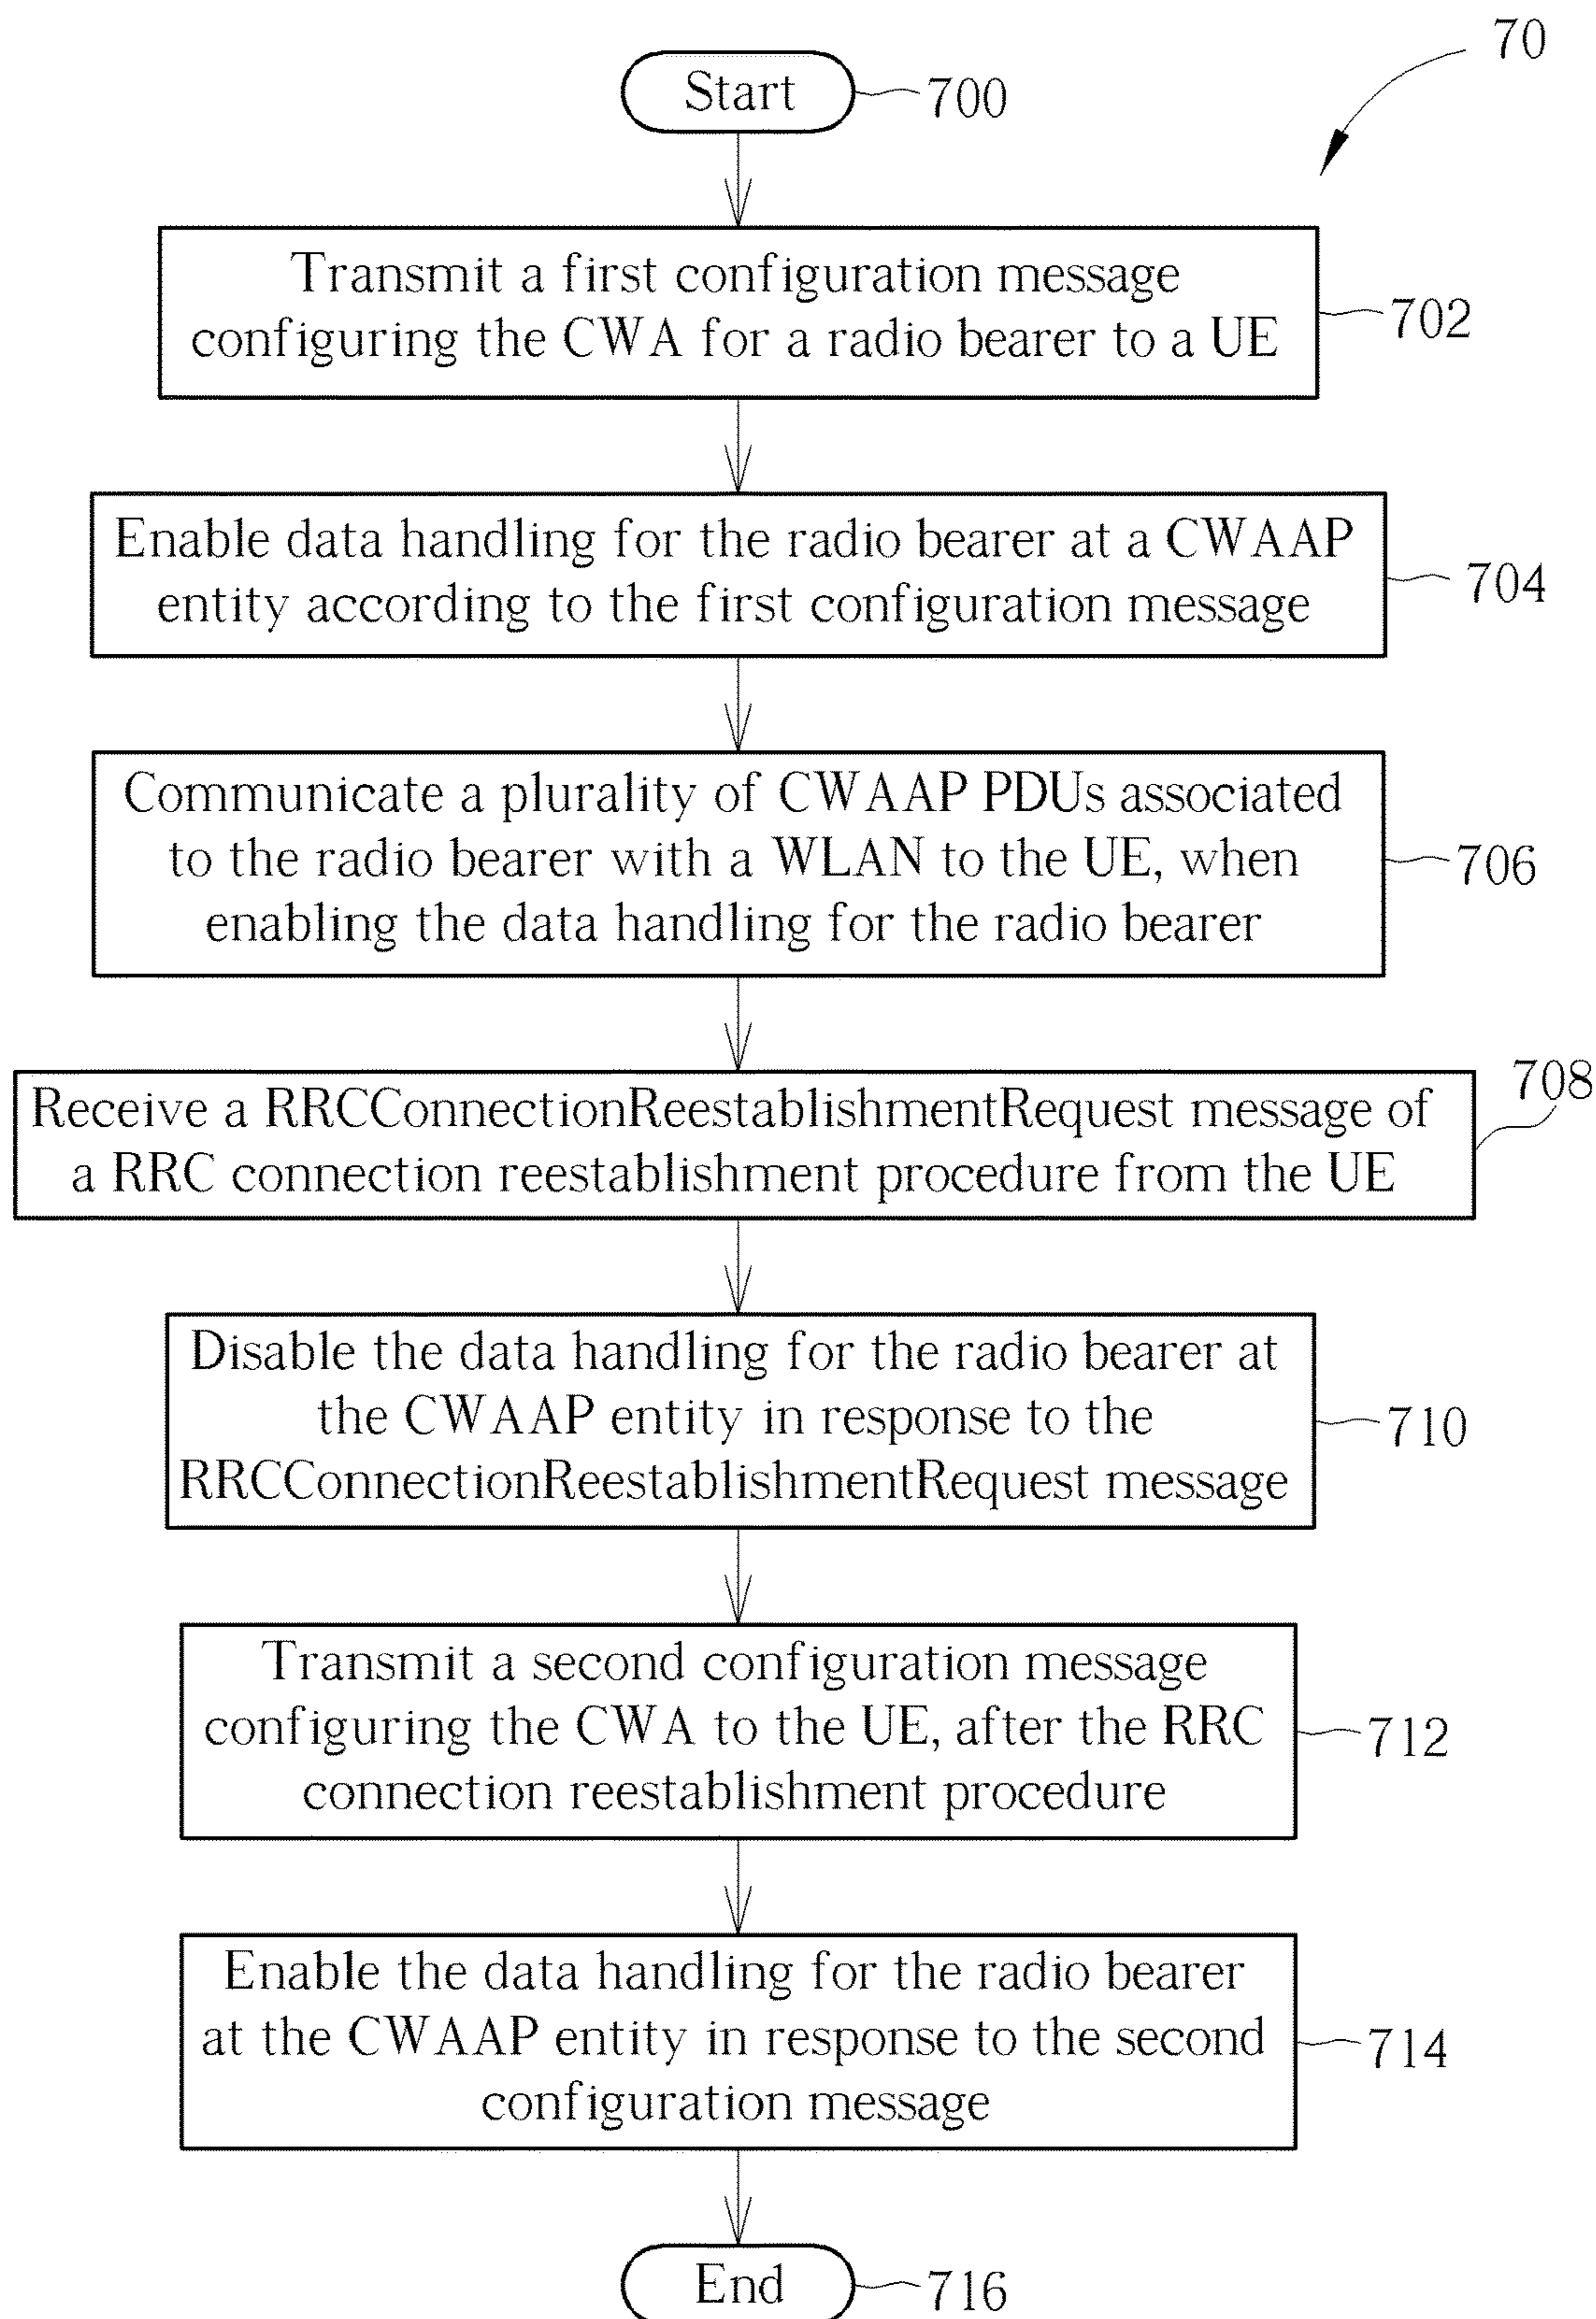 70
Start
700
Transmit a first configuration message
configuring the CWA for a radio bearer to a UE
702
Enable data handling for the radio bearer at a CWAAP
entity according to the first configuration message
704
Communicate a plurality of CWAAP PDUs associated
to the radio bearer with a WLAN to the UE, when
enabling the data handling for the radio bearer
706
Receive a RRCConnectionReestablishmentRequest message of
a RRC connection reestablishment procedure from the UE
708
Disable the data handling for the radio bearer at
the CWAAP entity in response to the
RRCConnectionReestablishmentRequest message
710
Transmit a second configuration message
configuring the CWA to the UE, after the RRC
connection reestablishment procedure
712
Enable the data handling for the radio bearer
at the CWAAP entity in response to the second
configuration message
714
End
716